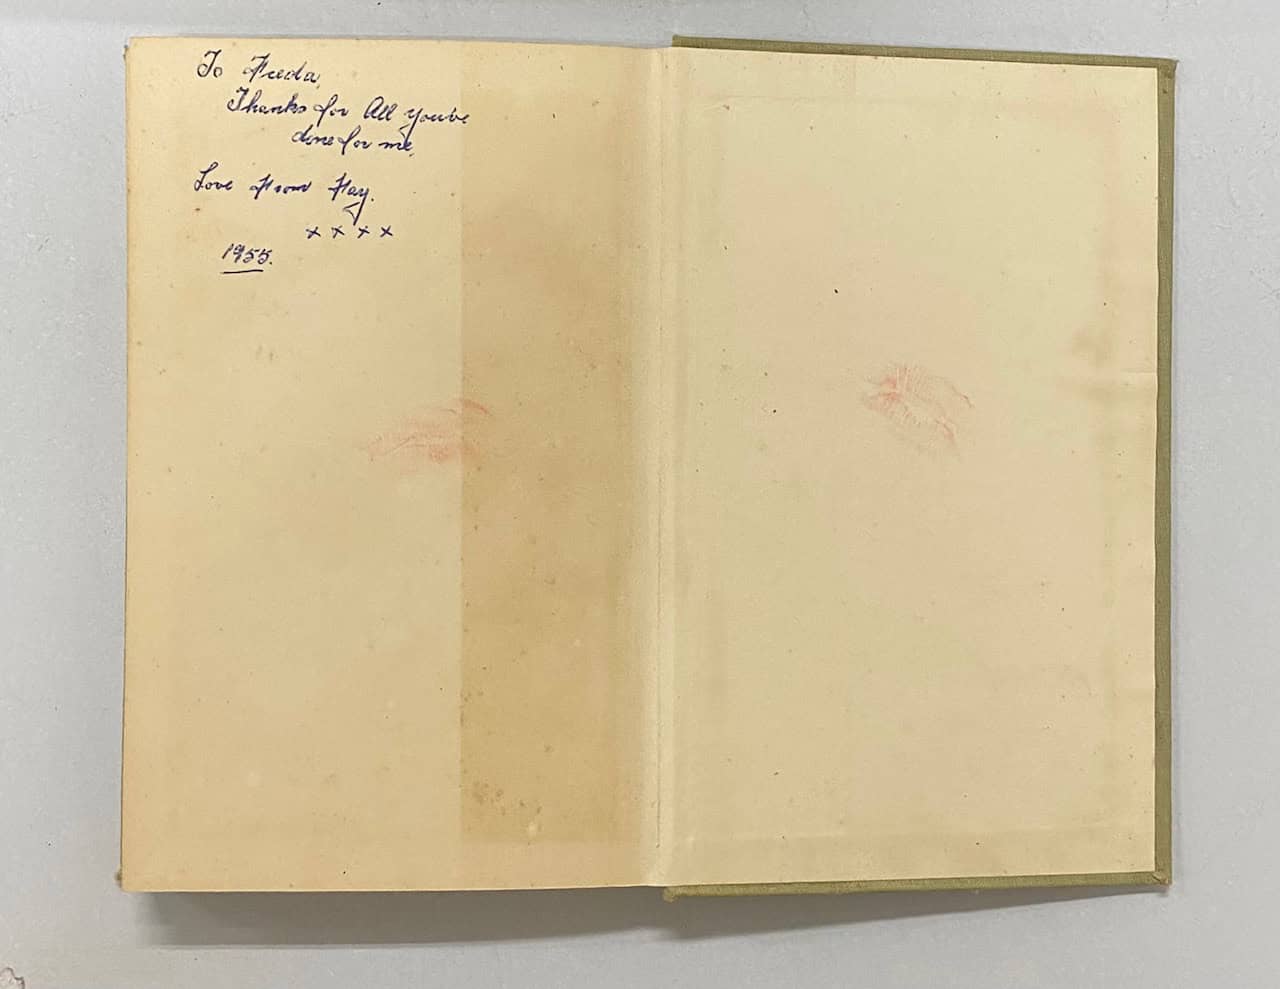 To Freda,
Thanks for All you've
done for me,
Love From Fay.
x x x x
1955.